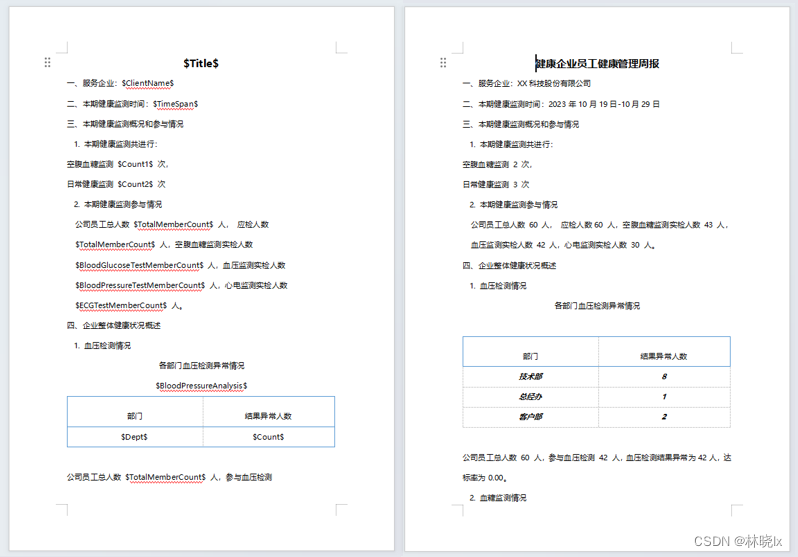 $Title$
一、服务企业：$ClientName$
二、本期健康监测时间：$TimeSpan$
三、本期健康监测概况和参与情况
1. 本期健康监测共进行：
空腹血糖监测 $Count1$ 次，
日常健康监测 $Count2$ 次
2. 本期健康监测参与情况
公司员工总人数 $TotalMemberCount$ 人， 应检人数
$TotalMemberCount$ 人，空腹血糖监测实检人数
$BloodGlucoseTestMemberCount$ 人，血压监测实检人数
$BloodPressureTestMemberCount$ 人，心电监测实检人数
$ECGTestMemberCount$ 人。
四、企业整体健康状况概述
1. 血压检测情况
各部门血压检测异常情况
$BloodPressureAnalysis$
部门 结果异常人数
$Dept$ $Count$
公司员工总人数 $TotalMemberCount$ 人，参与血压检测
健康企业员工健康管理周报
一、服务企业：XX科技股份有限公司
二、本期健康监测时间：2023 年 10 月 19 日-10 月 29 日
三、本期健康监测概况和参与情况
1. 本期健康监测共进行：
空腹血糖监测 2 次，
日常健康监测 3 次
2. 本期健康监测参与情况
公司员工总人数 60 人， 应检人数 60 人，空腹血糖监测实检人数 43 人，
血压监测实检人数 42 人，心电监测实检人数 30 人。
四、企业整体健康状况概述
1. 血压检测情况
各部门血压检测异常情况
部门 结果异常人数
技术部 8
总经办 1
客户部 2
公司员工总人数 60 人，参与血压检测 42 人，血压检测结果异常为 42 人，达
标率为 0.00。
2. 血糖监测情况
CSDN @林晓lx